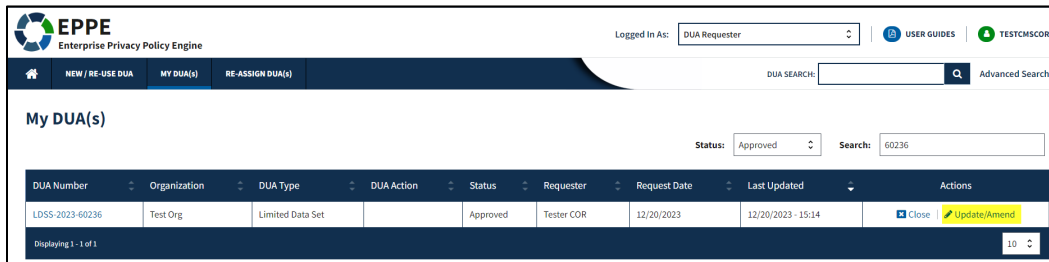 EPPE
Enterprise Privacy Policy Engine
Logged In As: DUA Requester
USER GUIDES
TESTCMSCOR
NEW / RE-USE DUA
MY DUA(s)
RE-ASSIGN DUA(s)
DUA SEARCH:
Advanced Search
My DUA(s)
Status: Approved Search: 60236
DUA Number Organization DUA Type DUA Action Status Requester Request Date Last Updated Actions
LDSS-2023-60236 Test Org Limited Data Set Approved Tester COR 12/20/2023 12/20/2023 - 15:14 Close | Update/Amend
Displaying 1 - 1 of 1 10